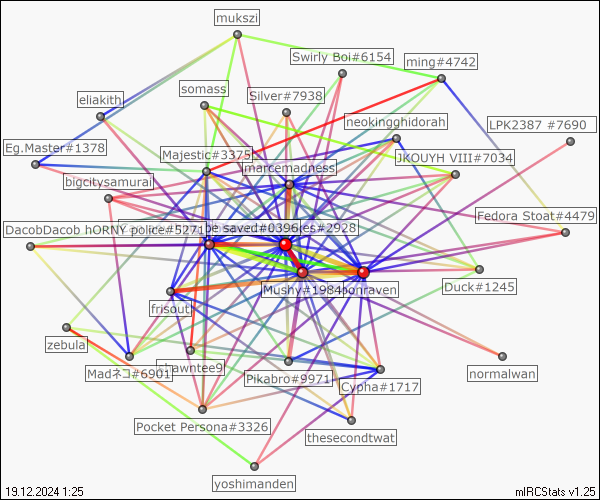 mukszi
Swirly Boi#6154
ming#4742
somass
Silver#7938
eliakith
neokingghidorah
LPK2387 #7690
Eg.Master#1378
Majestic#3375
JKOUYH VIII#7034
marcemadness
bigcitysamurai
Fedora Stoat#4479
DacobDacob hORNY police#5271
be saved#0396
es#2928
Mushy#1984
bonraven
Duck#1245
frisout
zebula
Madネコ#6901
hawntee9
Pikabro#9971
Cypha#1717
normalwan
Pocket Persona#3326
thesecondtwat
yoshimanden
19.12.2024 1:25
mIRCStats v1.25